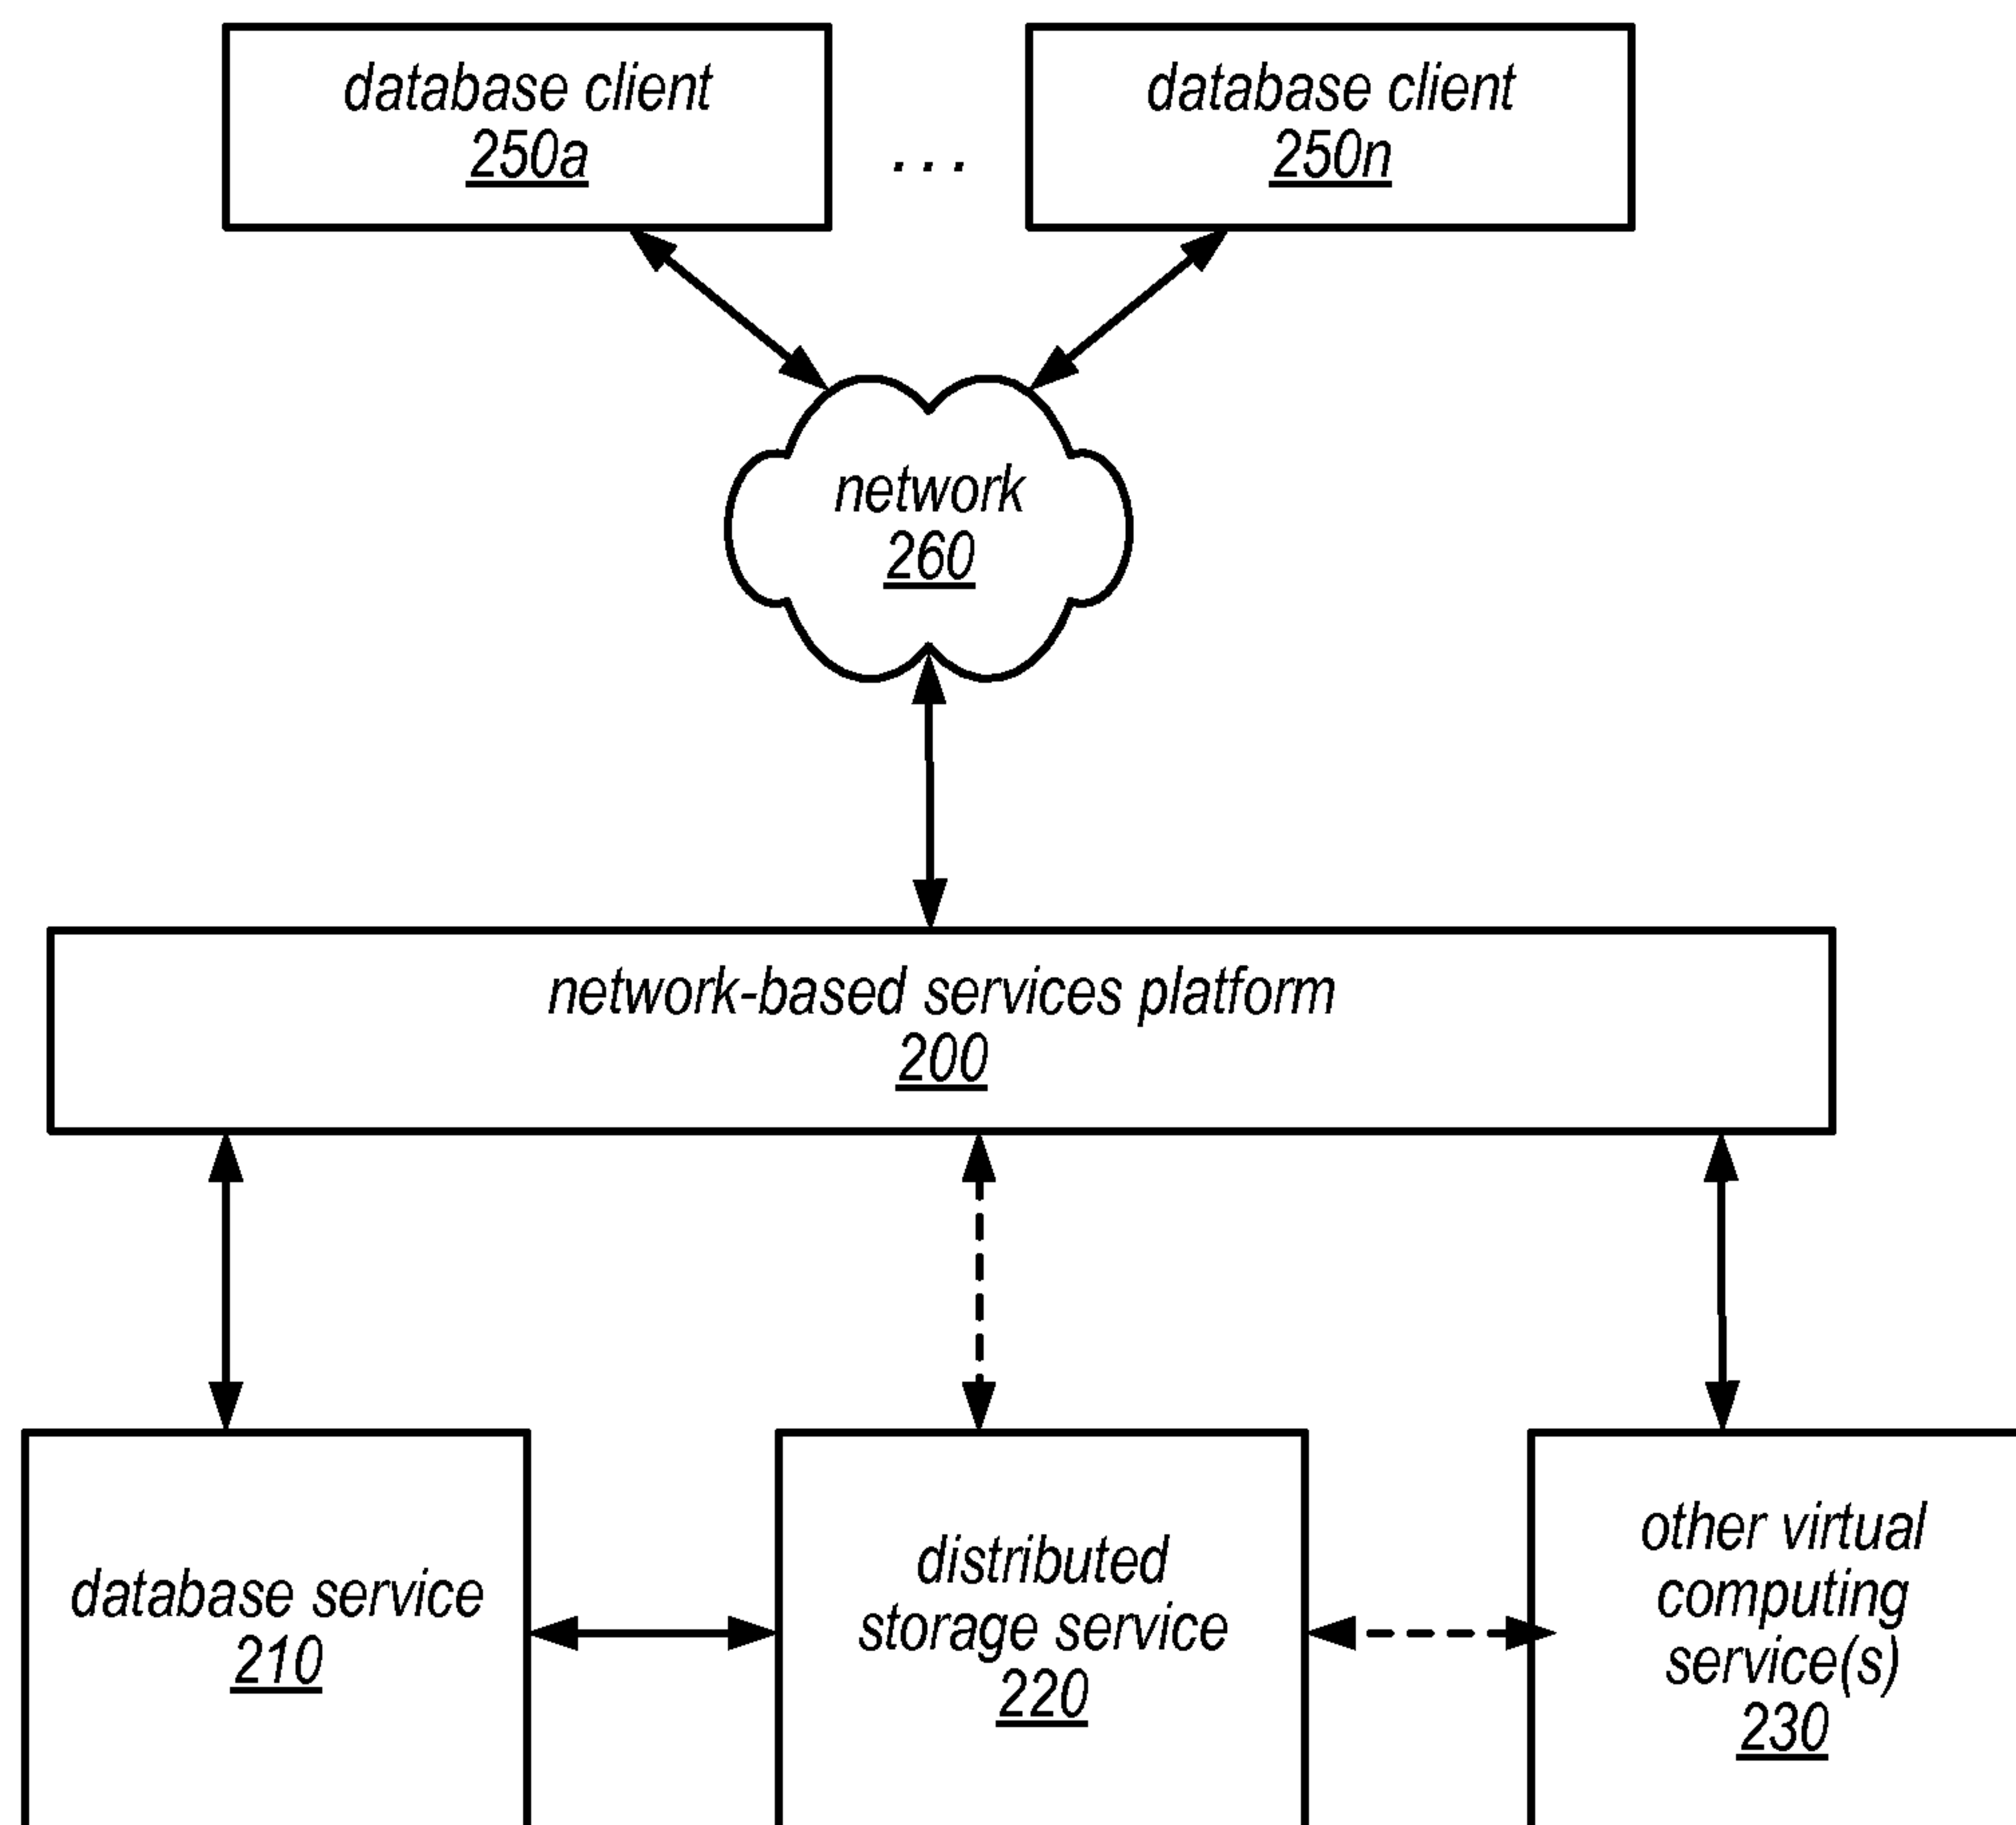 database client
250a
...
database client
250n
network
260
network-based services platform
200
database service
210
distributed
storage service
220
other virtual
computing
service(s)
230